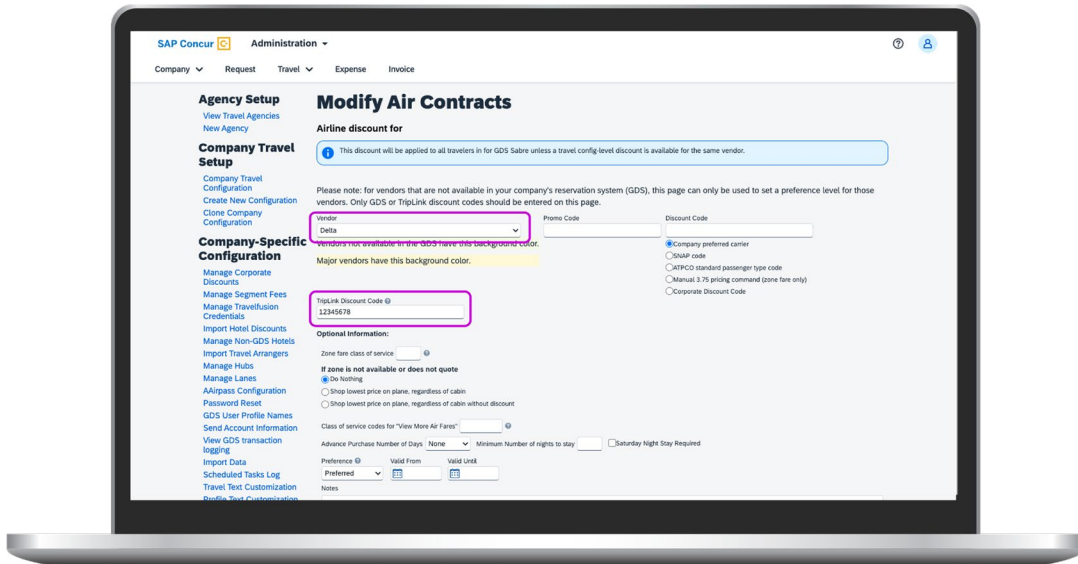 SAP Concur
Administration
Company
Request
Travel
Expense
Invoice
Agency Setup
View Travel Agencies
New Agency
Company Travel
Setup
Company Travel
Configuration
Create New Configuration
Clone Company
Configuration
Company-Specific
Configuration
Manage Corporate
Discounts
Manage Segment Fees
Manage Travelfusion
Credentials
Import Hotel Discounts
Manage Non-GDS Hotels
Import Travel Arrangers
Manage Hubs
Manage Lanes
AAirpass Configuration
Password Reset
GDS User Profile Names
Send Account Information
View GDS transaction
logging
Import Data
Scheduled Tasks Log
Travel Text Customization
Profile Text Customization
Modify Air Contracts
Airline discount for
This discount will be applied to all travelers in for GDS Sabre unless a travel config-level discount is available for the same vendor.
Please note: for vendors that are not available in your company's reservation system (GDS), this page can only be used to set a preference level for those
vendors. Only GDS or TripLink discount codes should be entered on this page.
Vendor
Promo Code
Discount Code
Delta
Vendors not available in the GDS have this background color.
Major vendors have this background color.
Company preferred carrier
SNAP code
ATPCO standard passenger type code
Manual 3.75 pricing command (zone fare only)
Corporate Discount Code
TripLink Discount Code
12345678
Optional Information:
Zone fare class of service
If zone is not available or does not quote
Do Nothing
Shop lowest price on plane, regardless of cabin
Shop lowest price on plane, regardless of cabin without discount
Class of service codes for "View More Air Fares"
Advance Purchase Number of Days None Minimum Number of nights to stay Saturday Night Stay Required
Preference Valid From Valid Until
Preferred
Notes